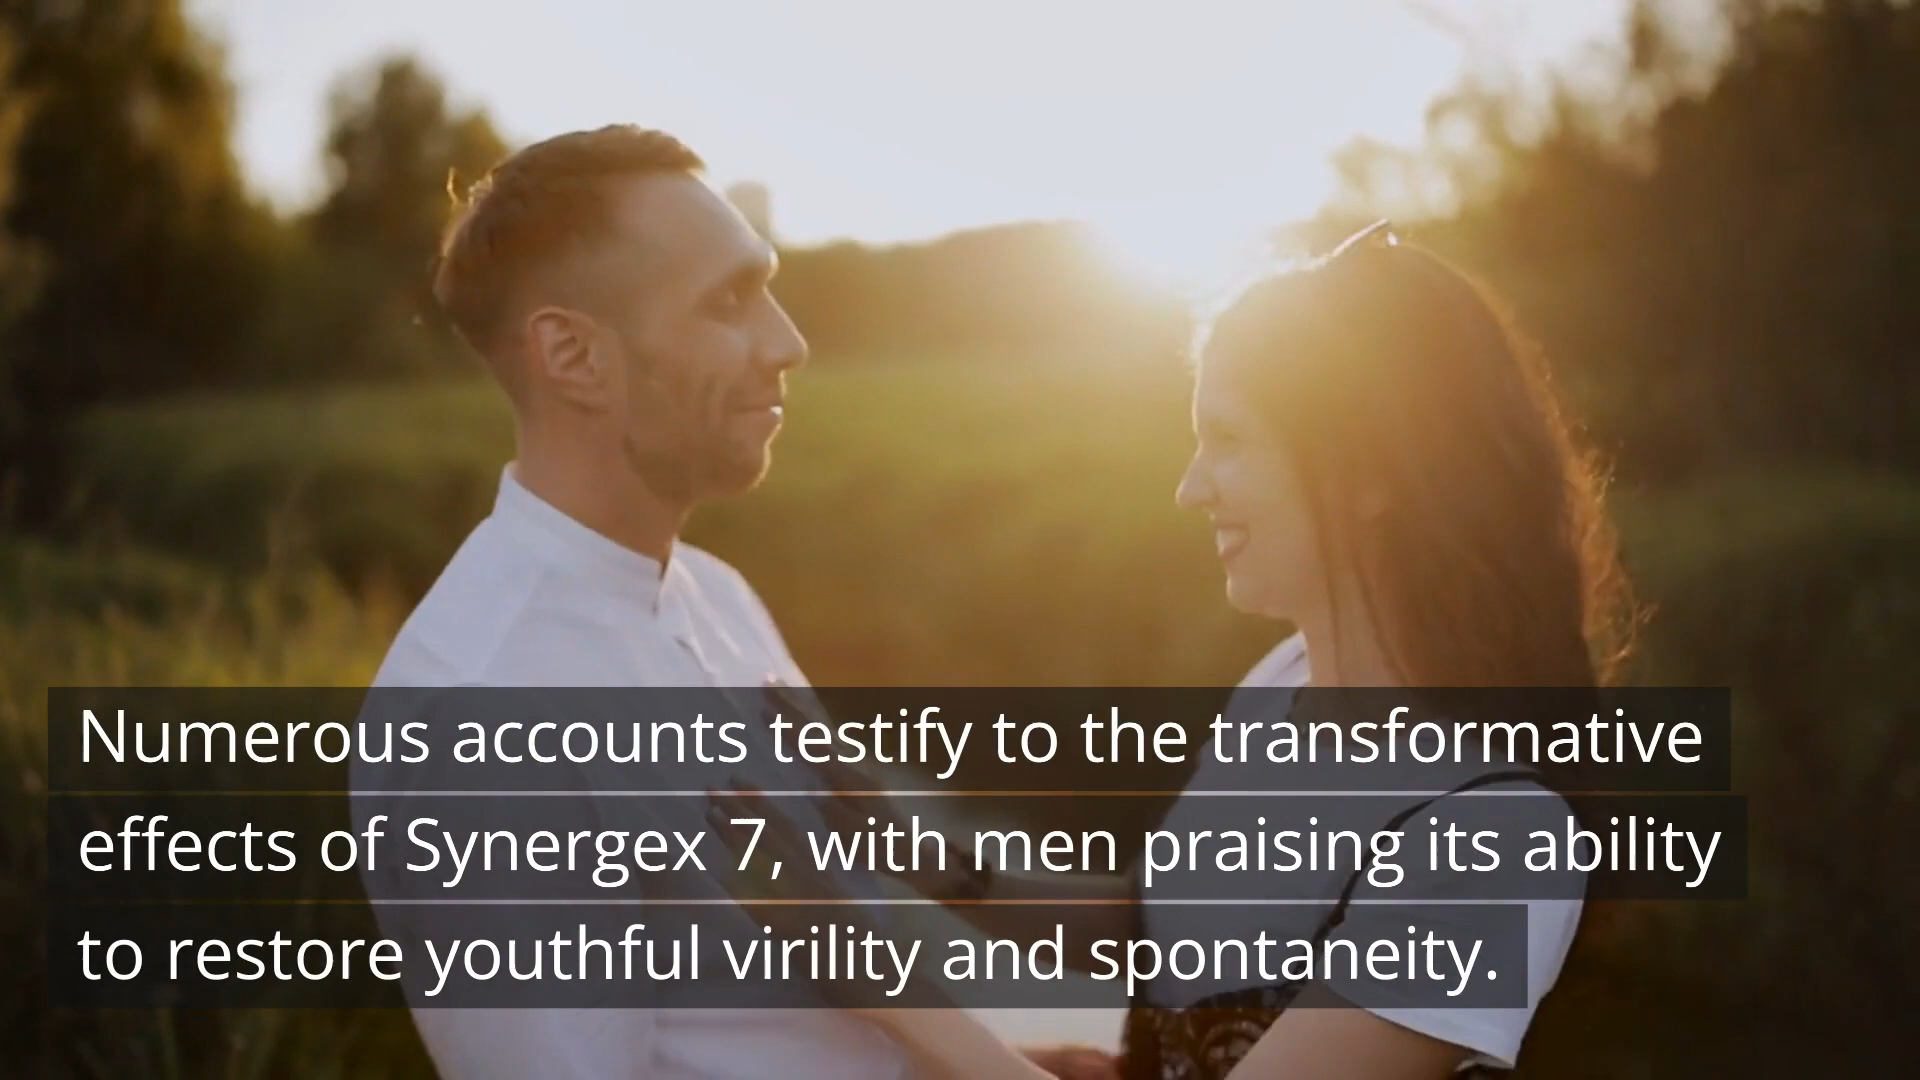 Numerous accounts testify to the transformative
effects of Synergex 7, with men praising its ability
to restore youthful virility and spontaneity.